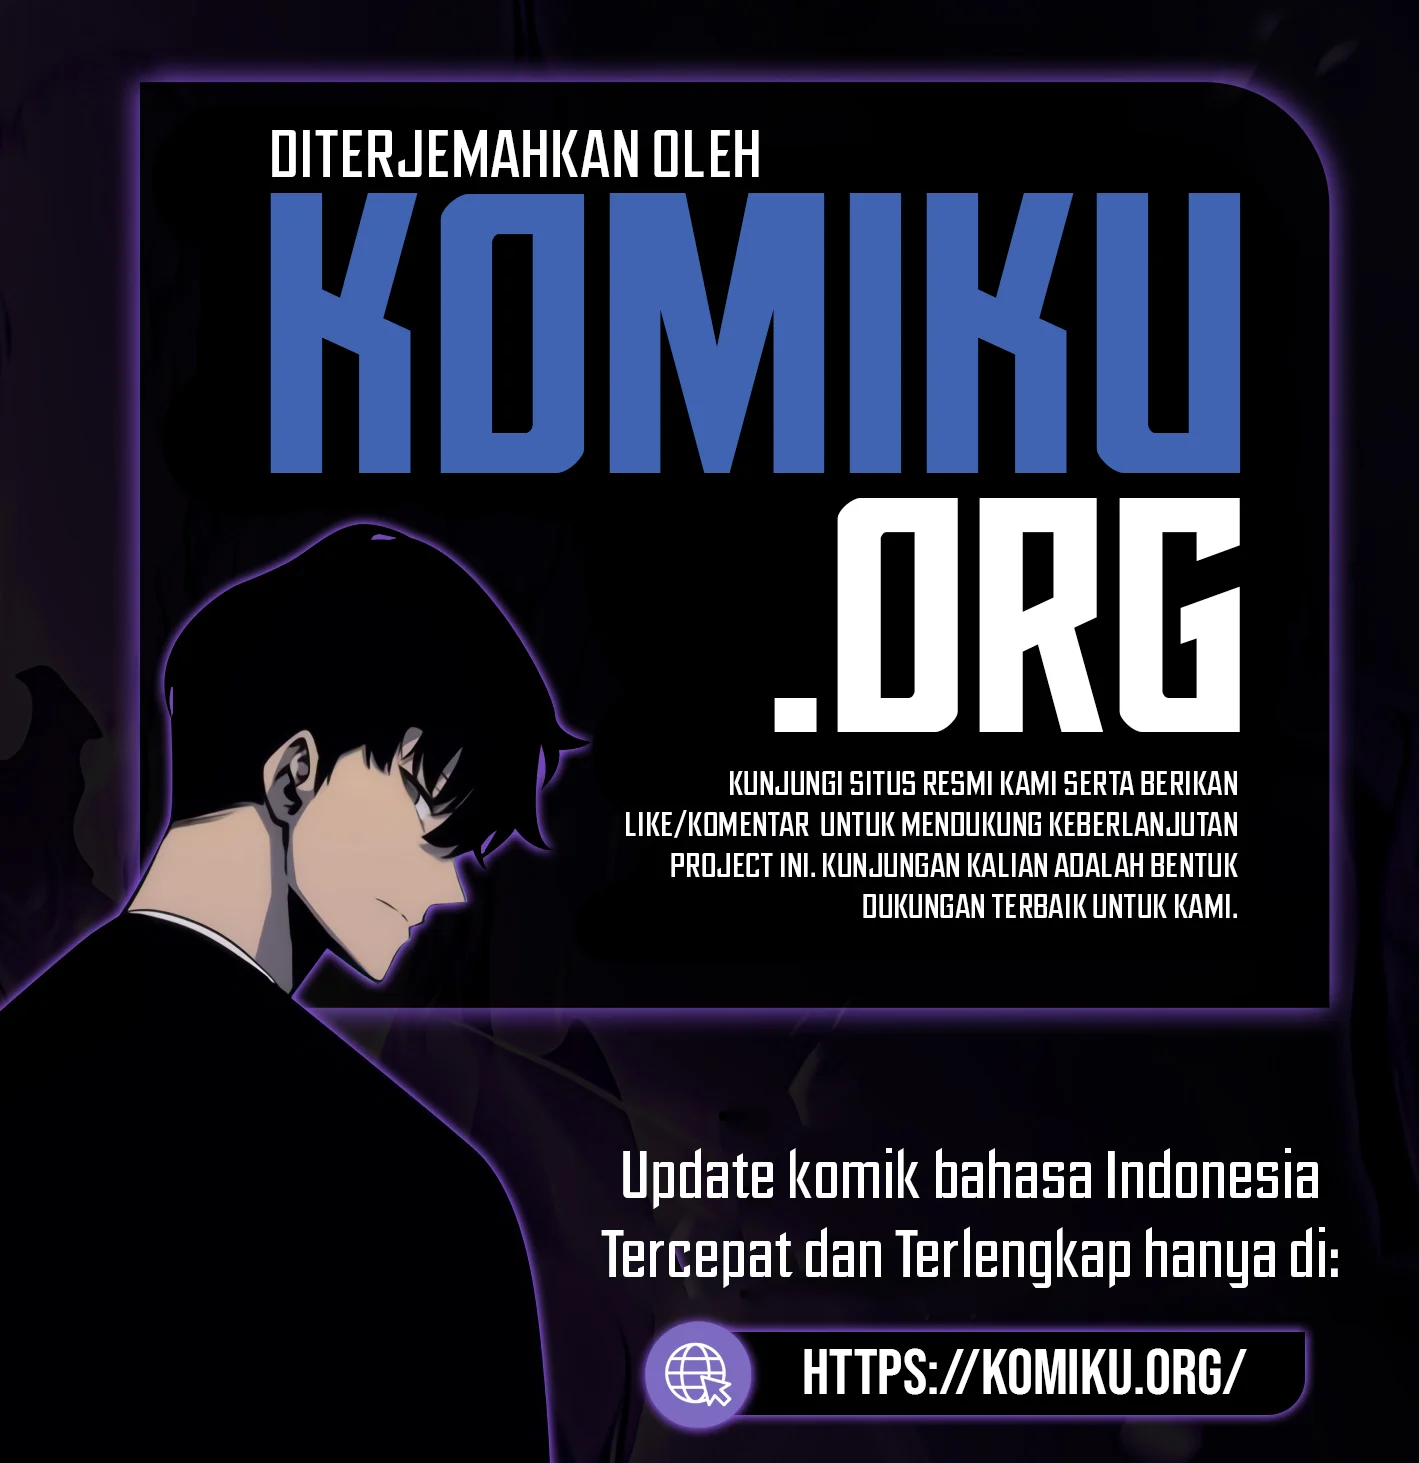 DITERJEMAHKAN OLEH
KOMIKU
.ORG
KUNJUNGI SITUS RESMI KAMI SERTA BERIKAN
LIKE/KOMENTAR UNTUK MENDUKUNG KEBERLANJUTAN
PROJECT INI. KUNJUNGAN KALIAN ADALAH BENTUK
DUKUNGAN TERBAIK UNTUK KAMI.
Update komik bahasa Indonesia
Tercepat dan Terlengkap hanya di:
HTTPS://KOMIKU.ORG/